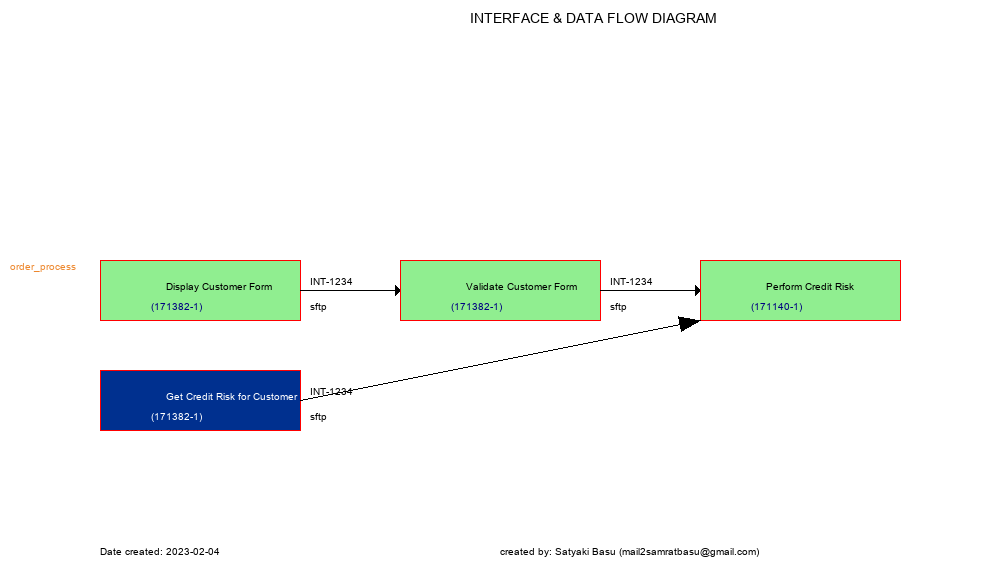 INTERFACE & DATA FLOW DIAGRAM
order_process
Display Customer Form
(171382-1)
INT-1234
sftp
Validate Customer Form
(171382-1)
INT-1234
sftp
Perform Credit Risk
(171140-1)
Get Credit Risk for Customer
(171382-1)
INT-1234
sftp
Date created: 2023-02-04
created by: Satyaki Basu (mail2samratbasu@gmail.com)